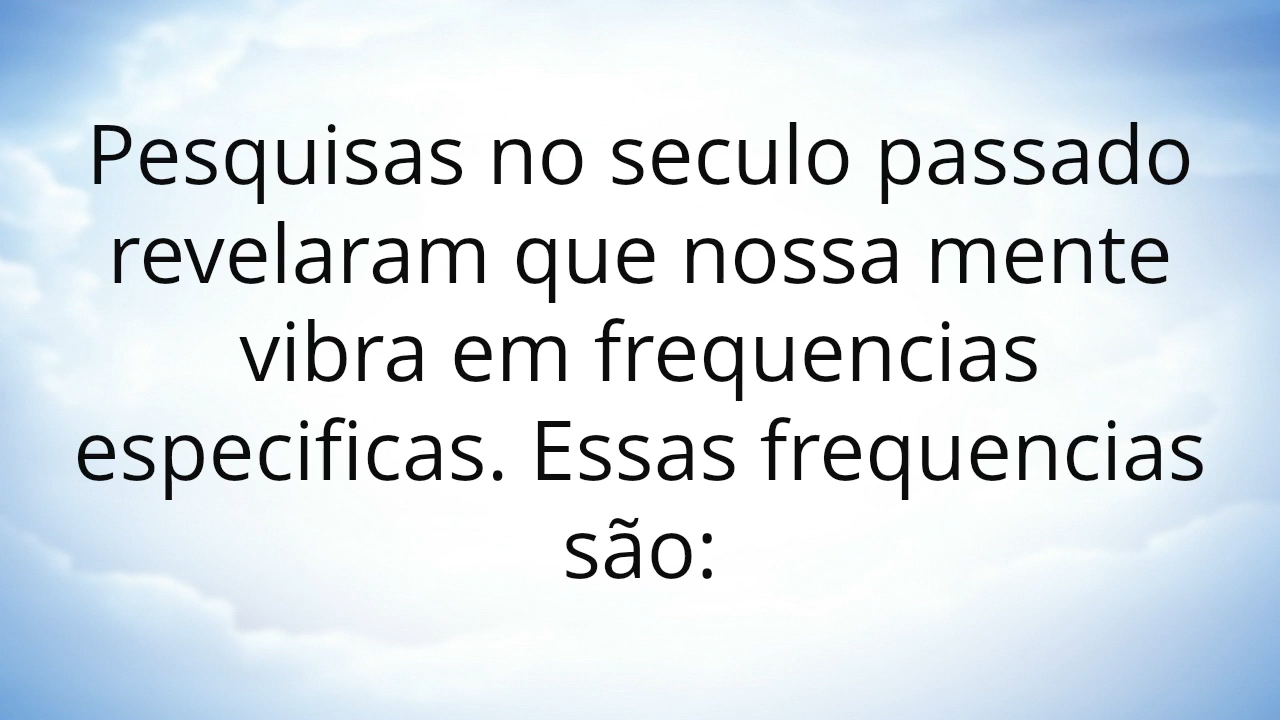 Pesquisas no seculo passado
revelaram que nossa mente
vibra em frequencias
especificas. Essas frequencias
são: